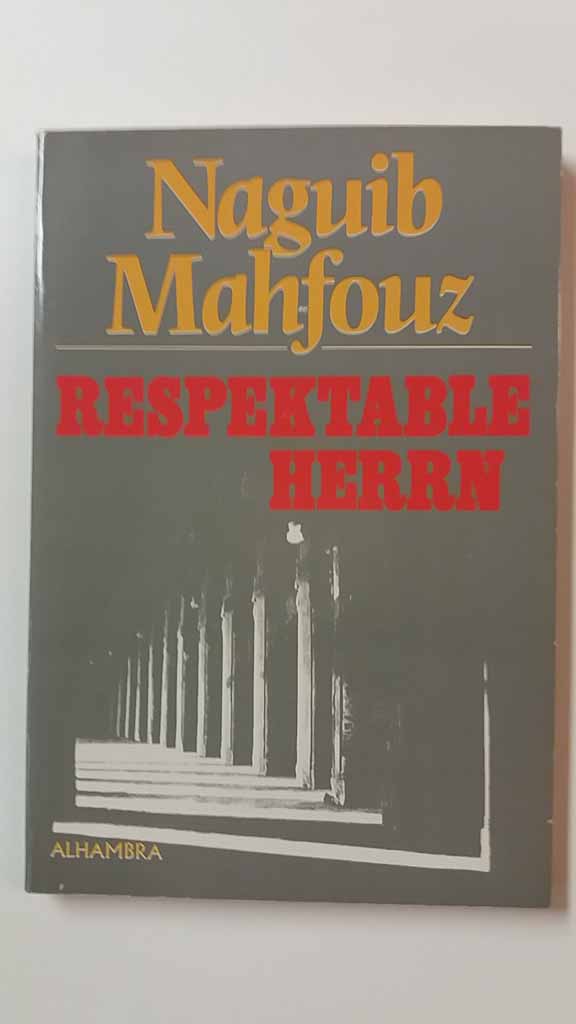 Naguib
Mahfouz
RESPEKTABLE
HERRN
ALHAMBRA